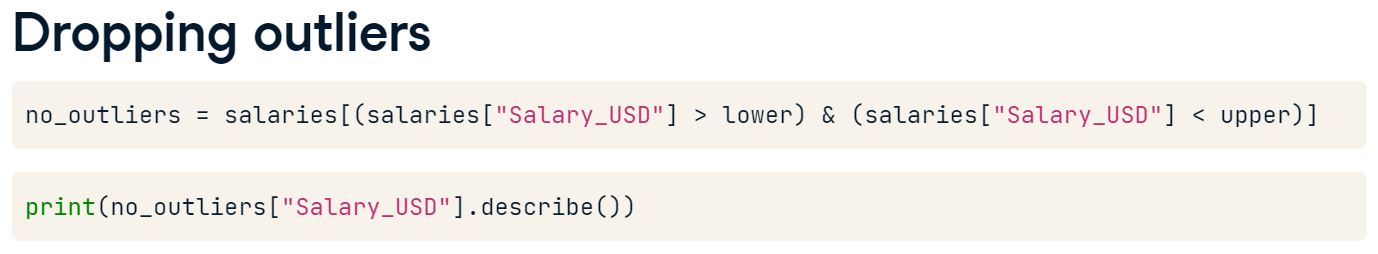 Dropping outliers
no_outliers = salaries[(salaries["Salary_USD"] > lower) & (salaries["Salary_USD"] < upper)]
print(no_outliers["Salary_USD"].describe())